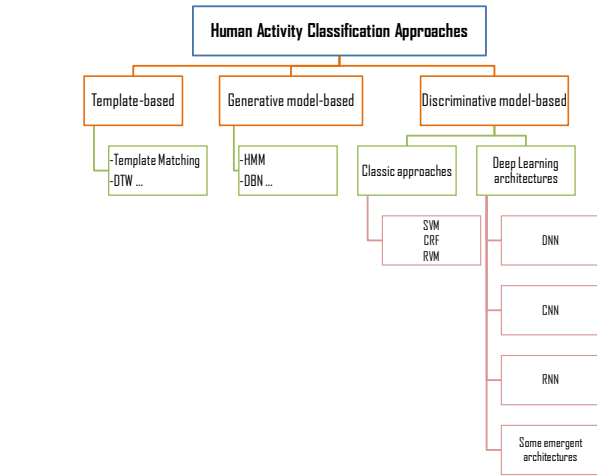 Human Activity Classification Approaches
Template-based
Generative model-based
Discriminative model-based
-Template Matching
-DTW ...
-HMM
-DBN ...
Classic approaches
Deep Learning
architectures
SVM
CRF
RVM
DNN
CNN
RNN
Some emergent
architectures